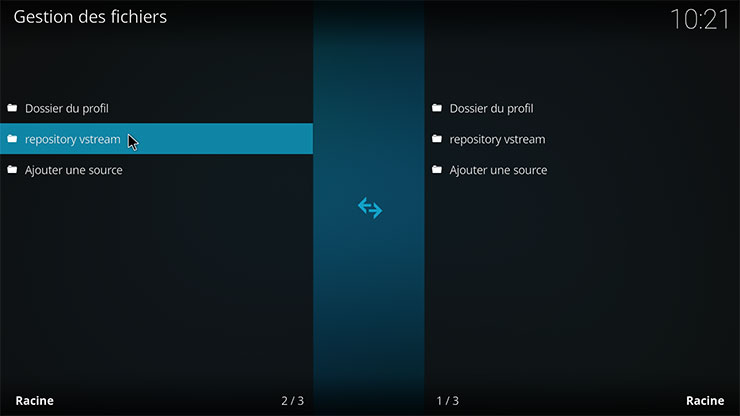 Gestion des fichiers
10:21
Dossier du profil
repository vstream
Ajouter une source
Dossier du profil
repository vstream
Ajouter une source
Racine
2 / 3
1 / 3
Racine